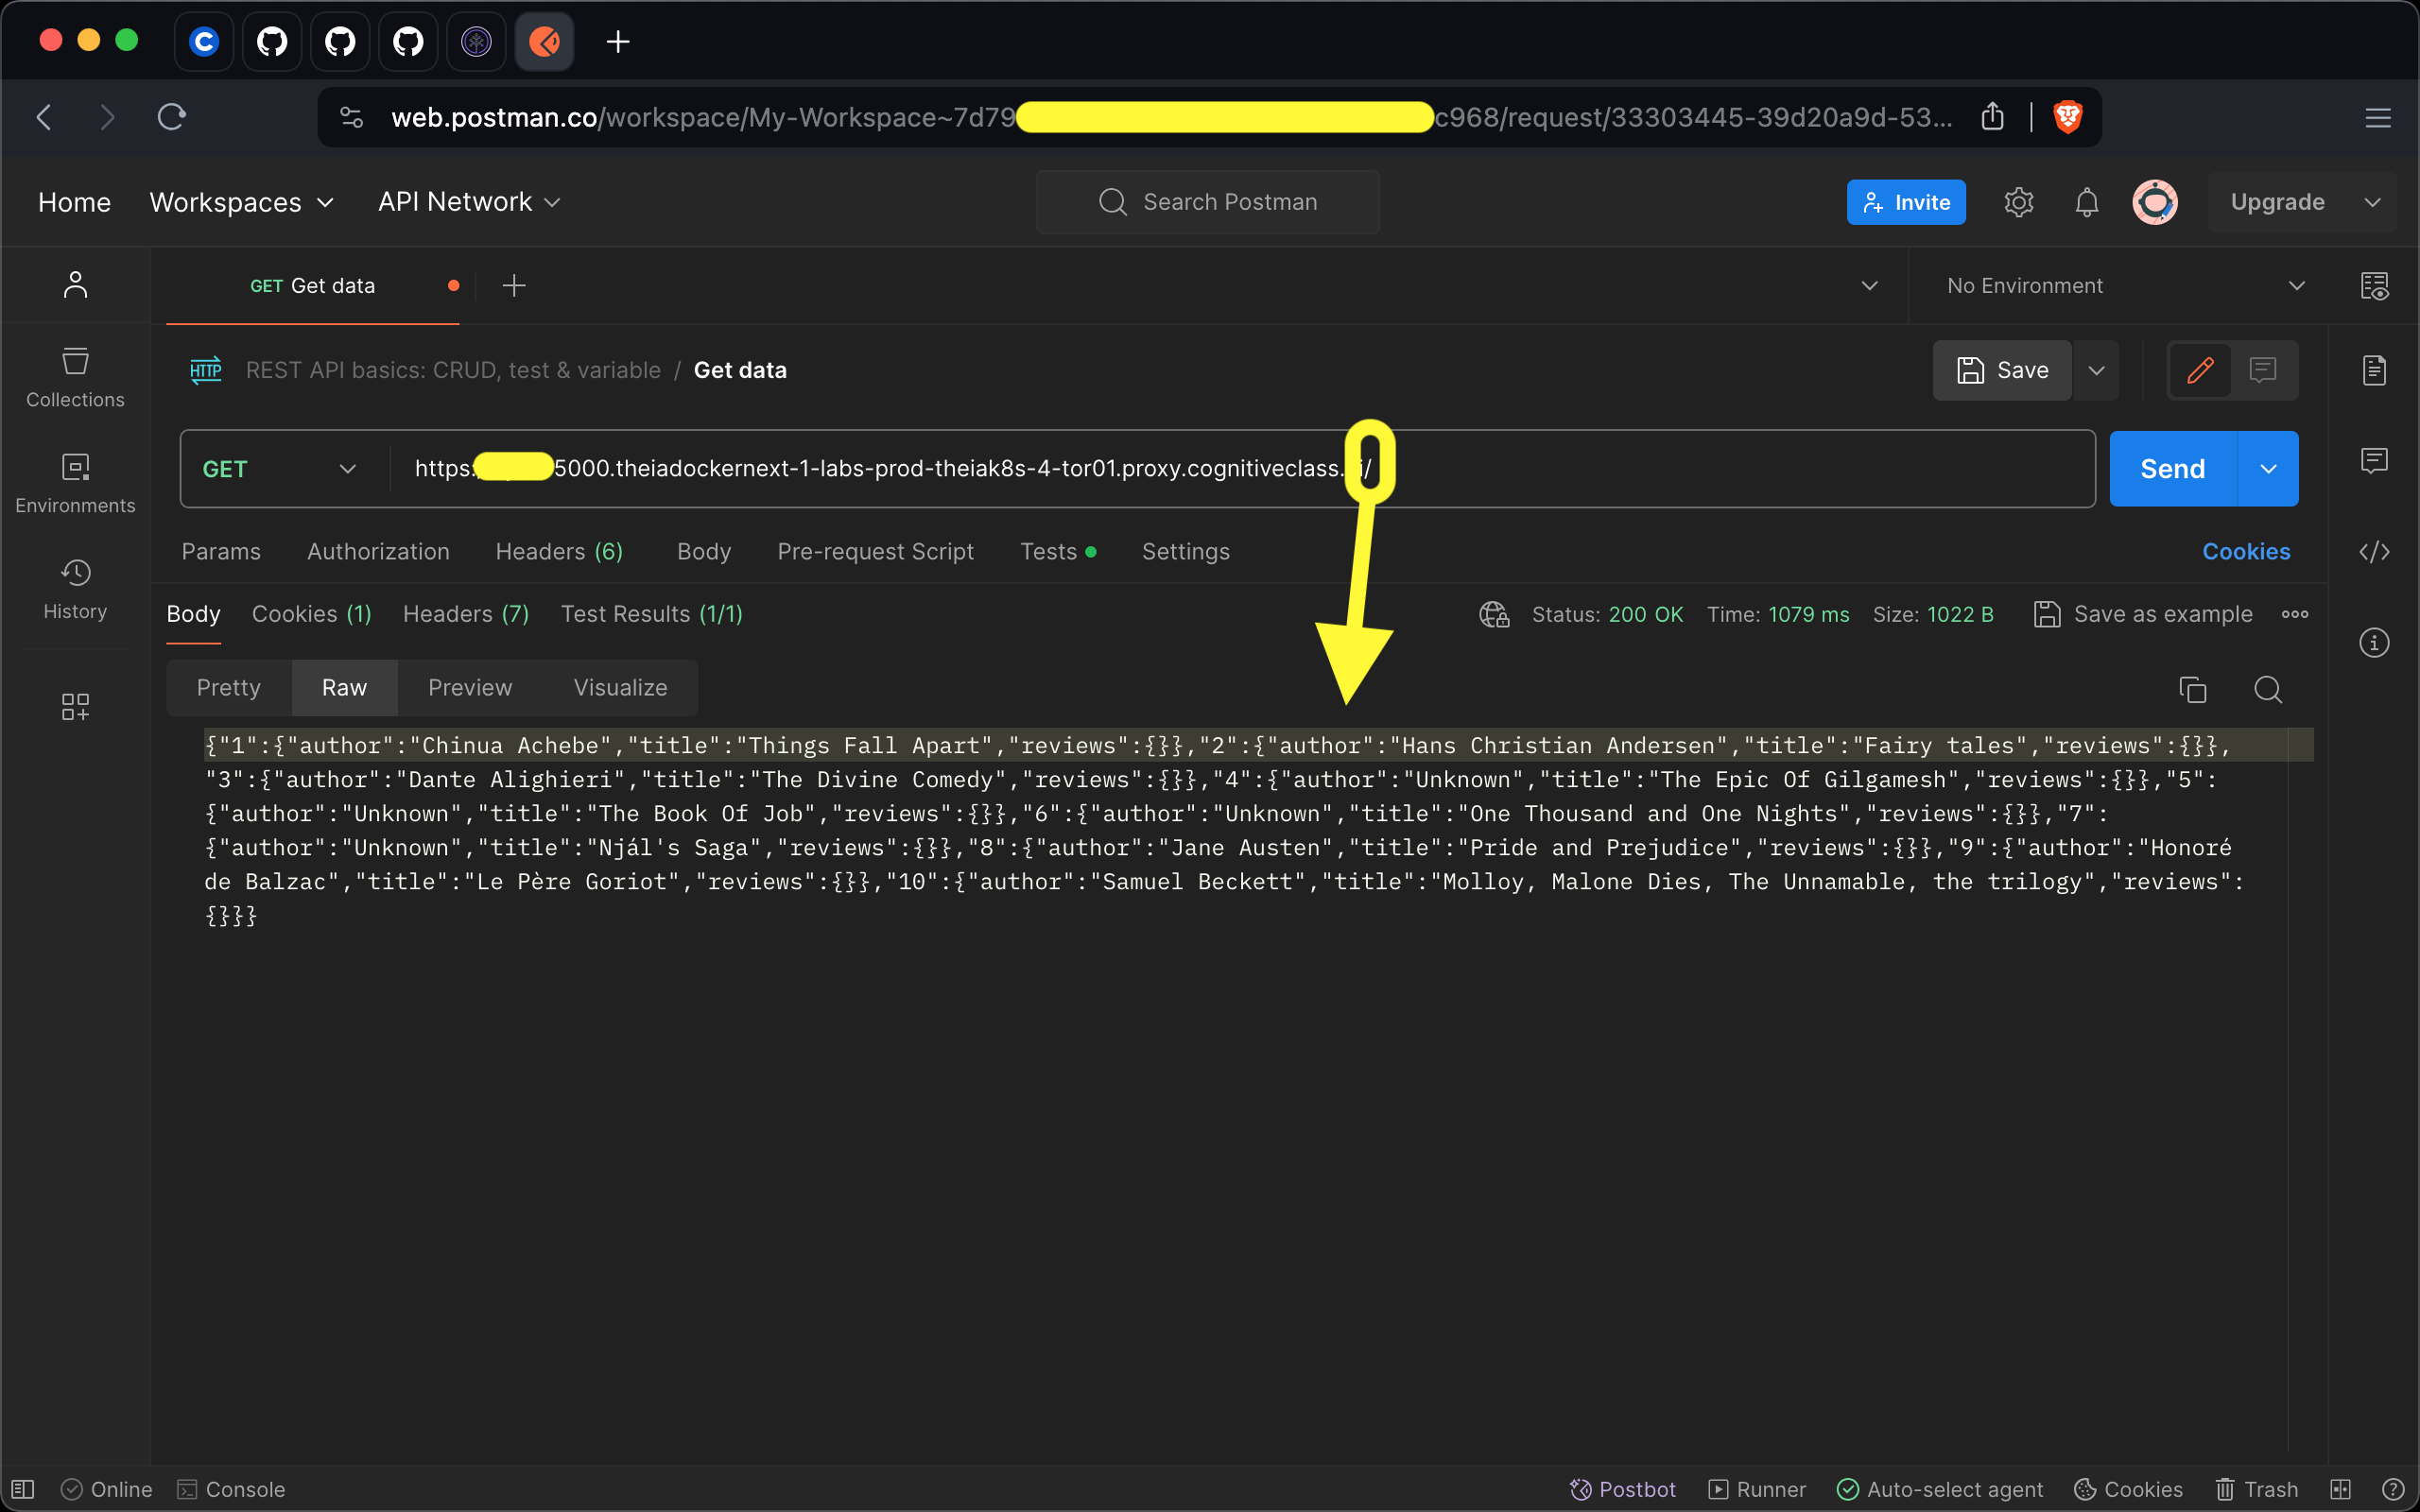 web.postman.co/workspace/My-Workspace~7d79 c968/request/33303445-39d20a9d-53...
Home Workspaces API Network Search Postman Invite Upgrade
GET Get data No Environment
HTTP REST API basics: CRUD, test & variable / Get data Save
Collections
GET https: 5000.theiadockernext-1-labs-prod-theiak8s-4-tor01.proxy.cognitiveclass. i/ Send
Environments
Params Authorization Headers (6) Body Pre-request Script Tests Settings Cookies
History
Body Cookies (1) Headers (7) Test Results (1/1) Status: 200 OK Time: 1079 ms Size: 1022 B Save as example
Pretty Raw Preview Visualize
{"1":{"author":"Chinua Achebe","title":"Things Fall Apart","reviews":{}},"2":{"author":"Hans Christian Andersen","title":"Fairy tales","reviews":{}},
"3":{"author":"Dante Alighieri","title":"The Divine Comedy","reviews":{}},"4":{"author":"Unknown","title":"The Epic Of Gilgamesh","reviews":{}},"5":
{"author":"Unknown","title":"The Book Of Job","reviews":{}},"6":{"author":"Unknown","title":"One Thousand and One Nights","reviews":{}},"7":
{"author":"Unknown","title":"Njál's Saga","reviews":{}},"8":{"author":"Jane Austen","title":"Pride and Prejudice","reviews":{}},"9":{"author":"Honoré
de Balzac","title":"Le Père Goriot","reviews":{}},"10":{"author":"Samuel Beckett","title":"Molloy, Malone Dies, The Unnamable, the trilogy","reviews":
{}}}
Online Console Postbot Runner Auto-select agent Cookies Trash